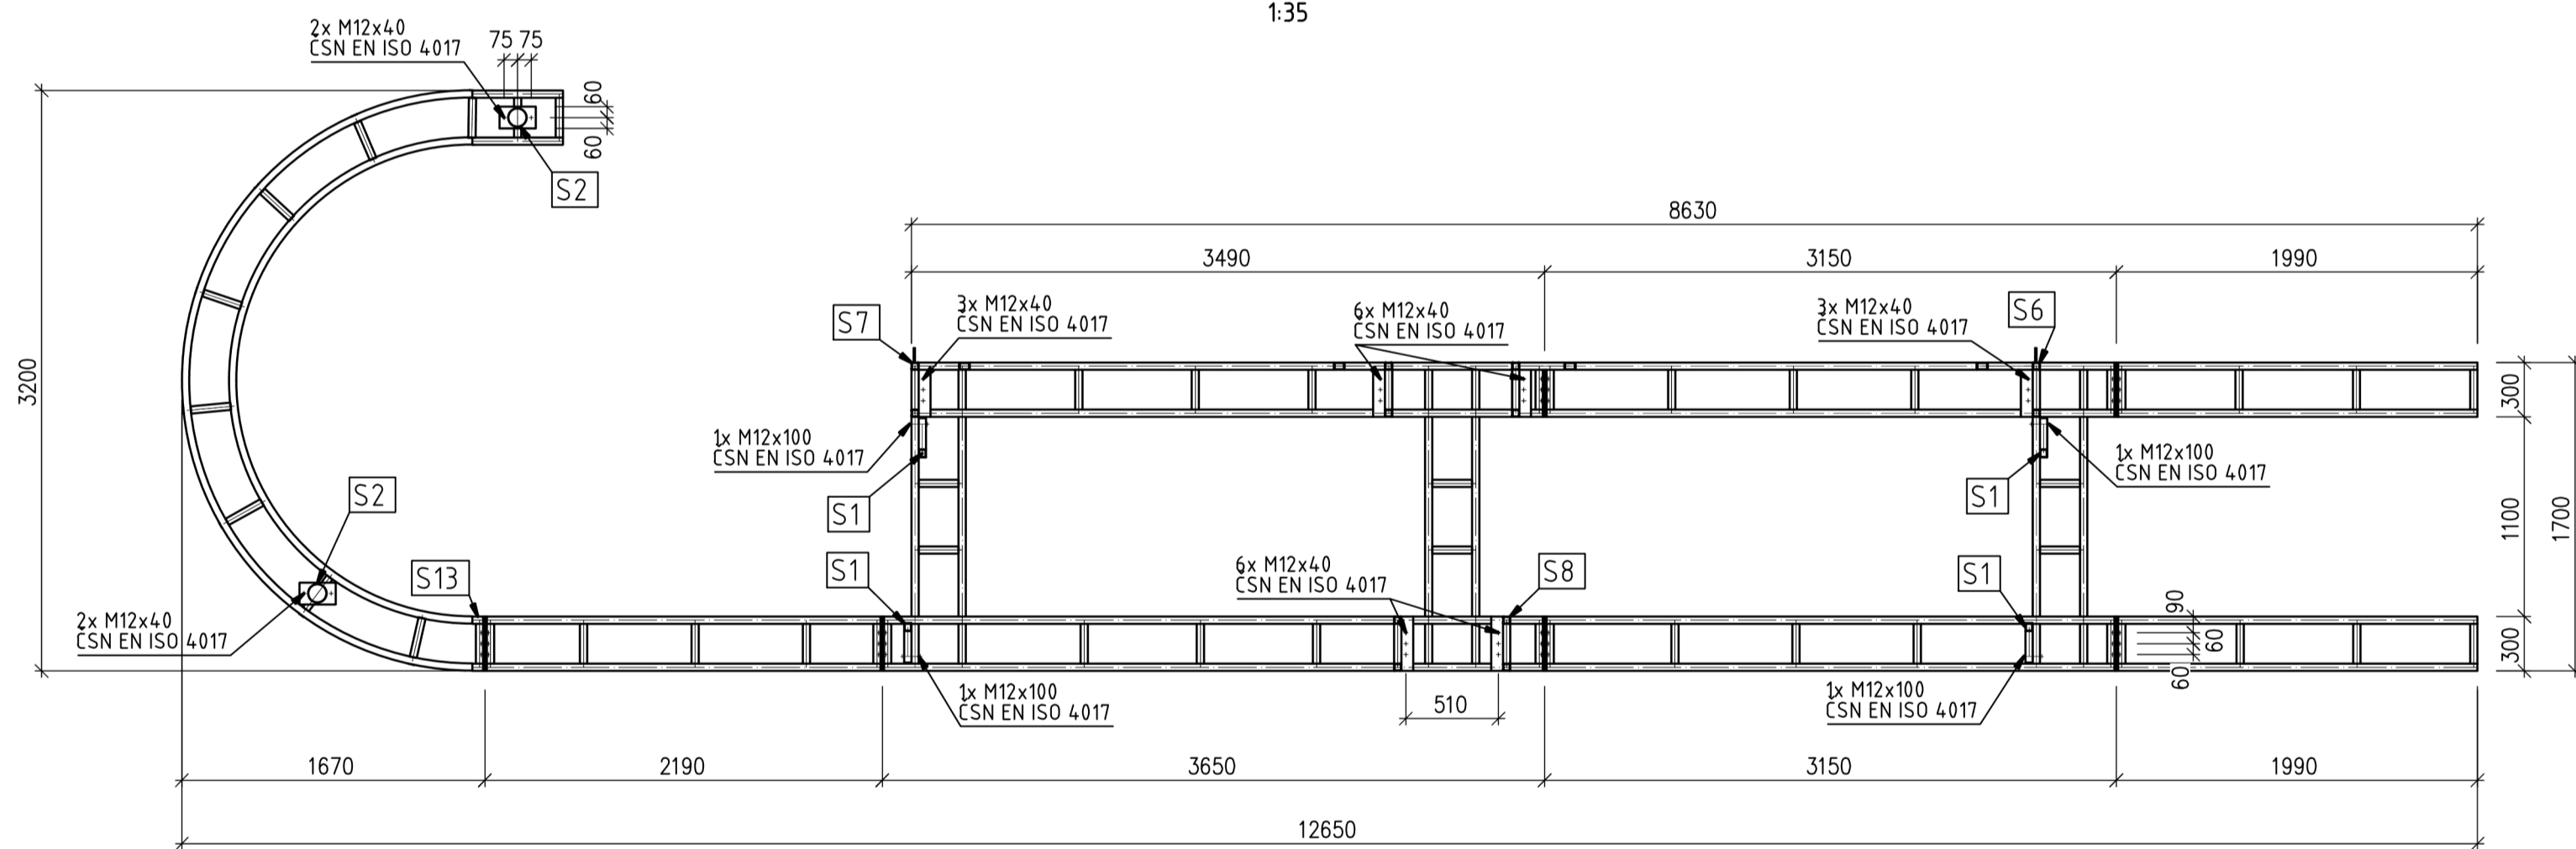 1:35
2x M12x40
ČSN EN ISO 4017
75 75
60
60
S2
3200
8630
3490
3150
1990
S7
3x M12x40
ČSN EN ISO 4017
6x M12x40
ČSN EN ISO 4017
3x M12x40
ČSN EN ISO 4017
S6
300
1x M12x100
ČSN EN ISO 4017
1x M12x100
ČSN EN ISO 4017
S2
S1
S1
1100
1700
S13
S1
6x M12x40
ČSN EN ISO 4017
S8
S1
90
60
60
300
2x M12x40
ČSN EN ISO 4017
1x M12x100
ČSN EN ISO 4017
510
1x M12x100
ČSN EN ISO 4017
1670
2190
3650
3150
1990
12650